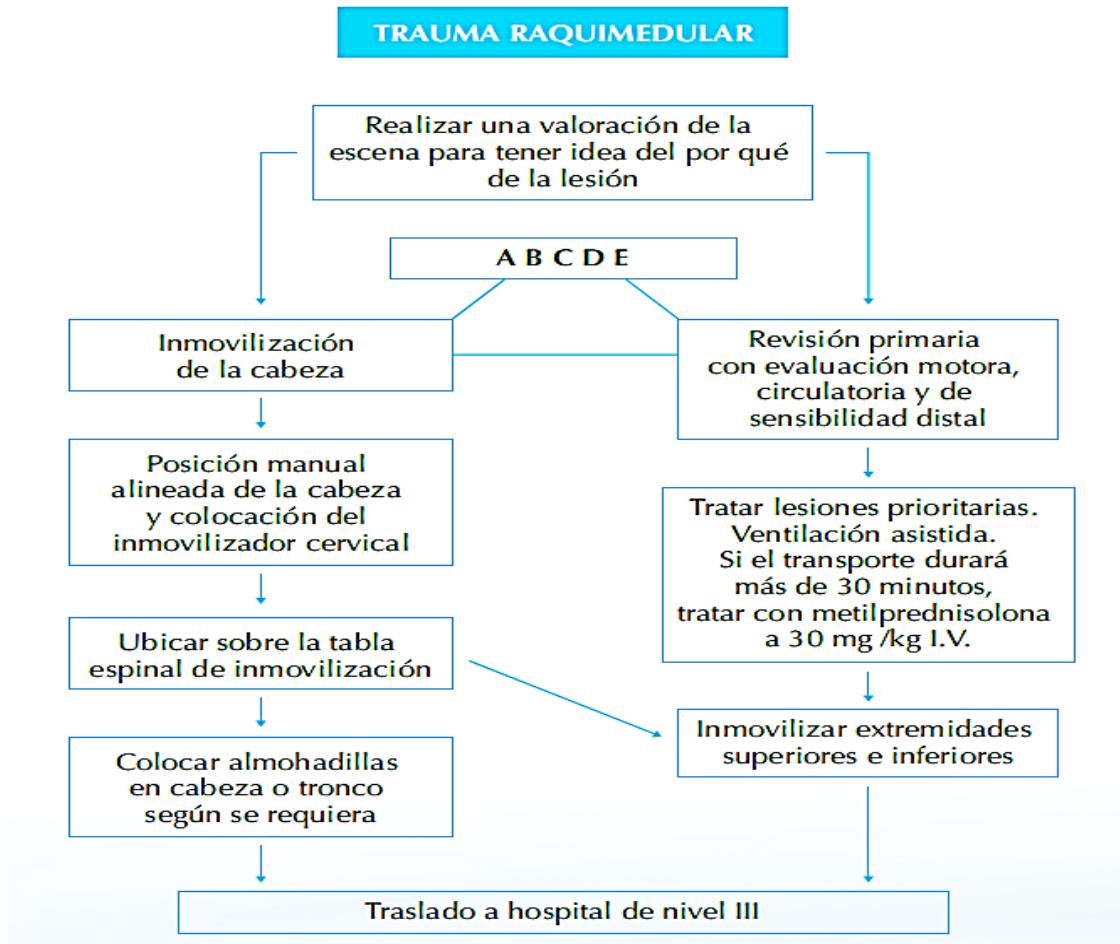 TRAUMA RAQUIMEDULAR
Realizar una valoración de la
escena para tener idea del por qué
de la lesión
A B C D E
Inmovilización
de la cabeza
Posición manual
alineada de la cabeza
y colocación del
inmovilizador cervical
Ubicar sobre la tabla
espinal de inmovilización
Colocar almohadillas
en cabeza o tronco
según se requiera
Revisión primaria
con evaluación motora,
circulatoria y de
sensibilidad distal
Tratar lesiones prioritarias.
Ventilación asistida.
Si el transporte durará
más de 30 minutos,
tratar con metilprednisolona
a 30 mg /kg I.V.
Inmovilizar extremidades
superiores e inferiores
Traslado a hospital de nivel III